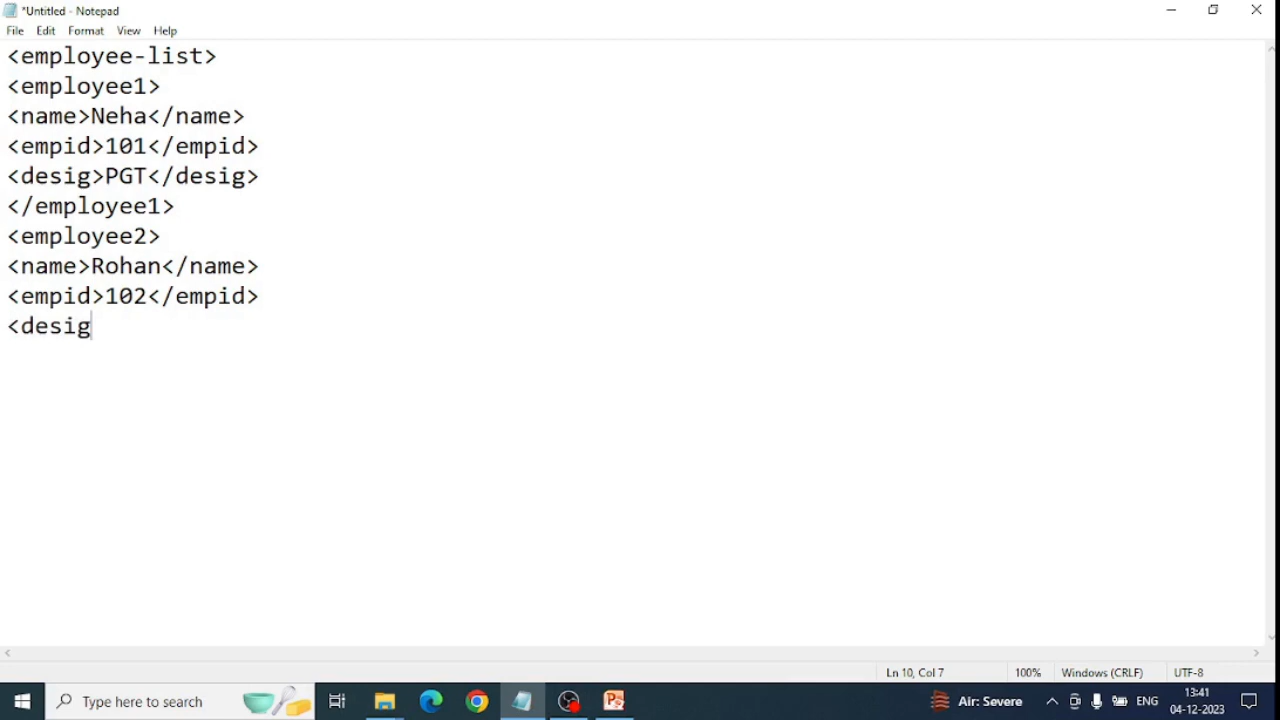 *Untitled - Notepad
File Edit Format View Help
<employee-list>
<employee1>
<name>Neha</name>
<empid>101</empid>
<desig>PGT</desig>
</employee1>
<employee2>
<name>Rohan</name>
<empid>102</empid>
<desig
Ln 10, Col 7 100% Windows (CRLF) UTF-8
Type here to search Air: Severe ENG 13:41
04-12-2023